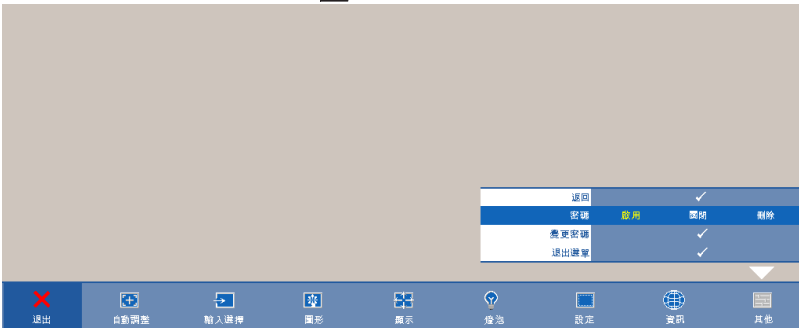 返回
密碼 啟用 關閉 刪除
變更密碼
退出選單
退出 自動調整 輸入選擇 圖形 顯示 燈泡 設定 資訊 其他